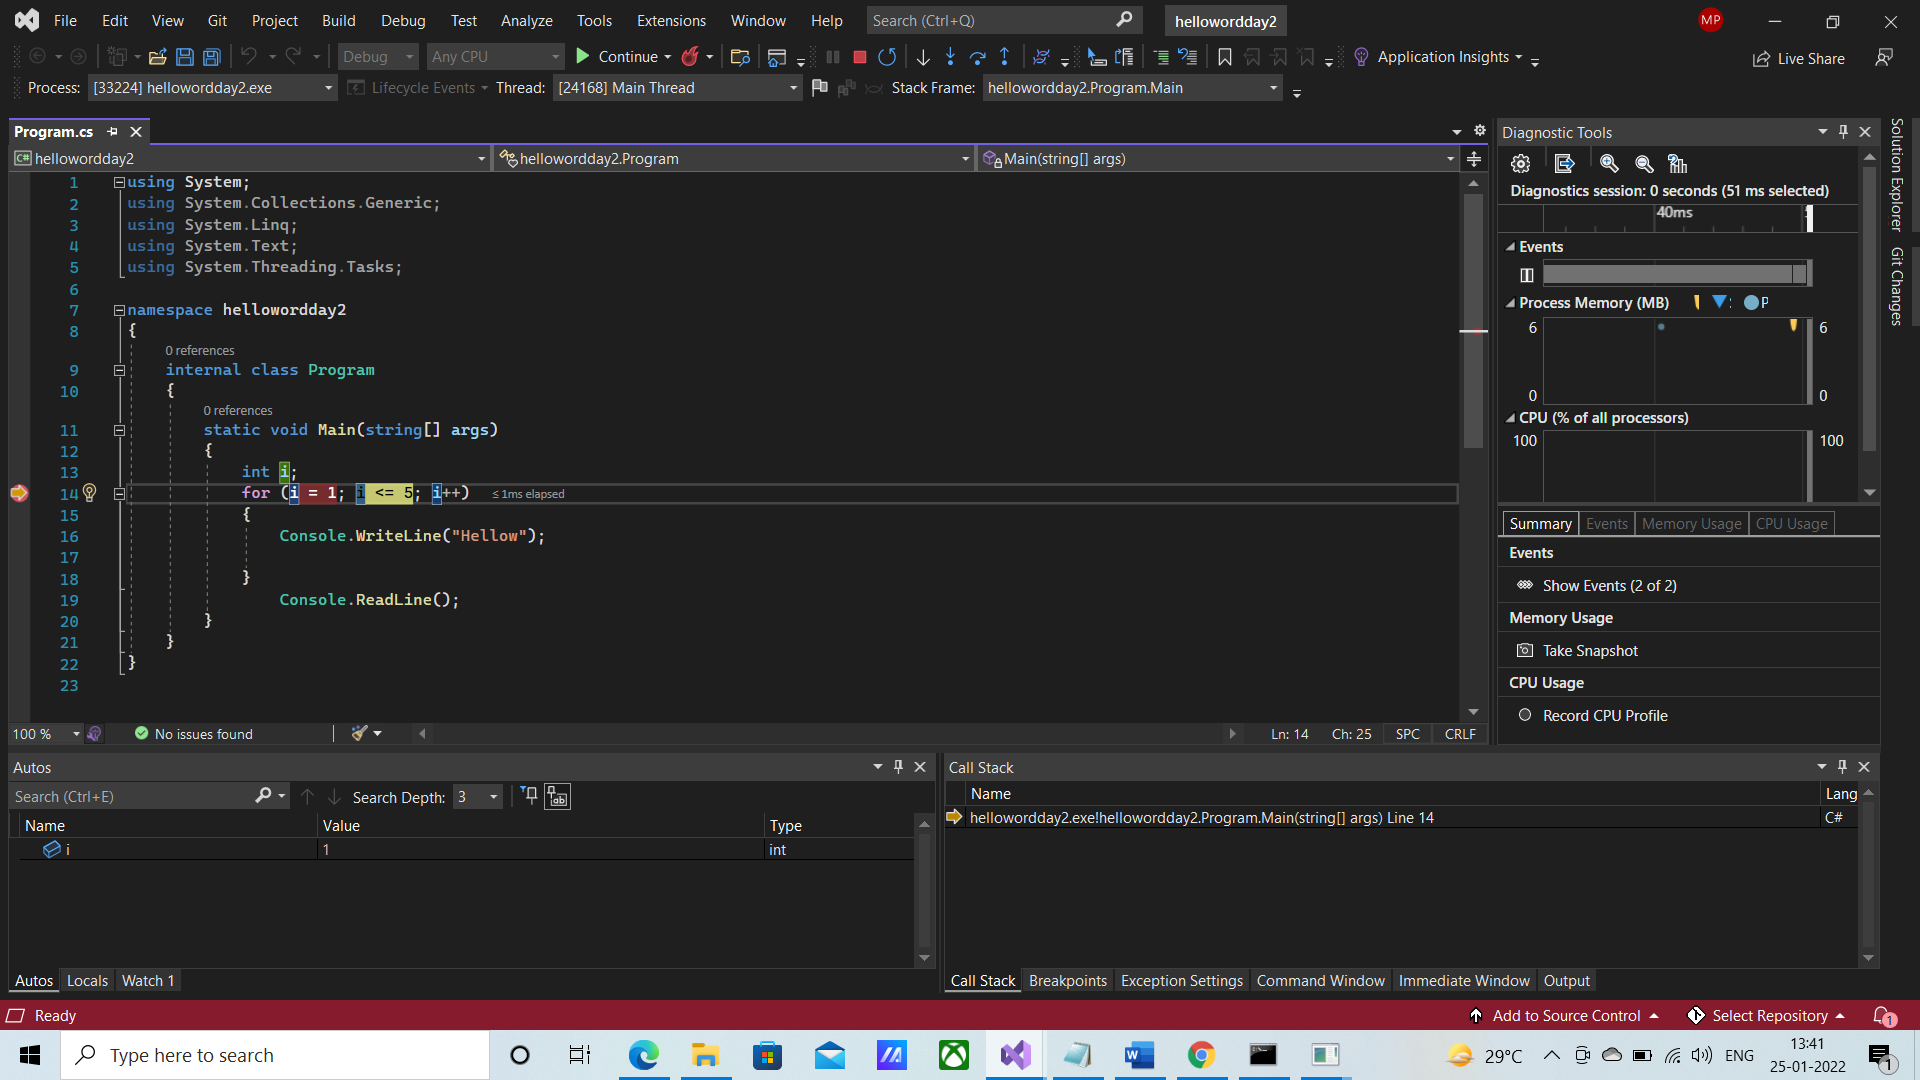 File Edit View Git Project Build Debug Test Analyze Tools Extensions Window Help Search (Ctrl+Q) hellowordday2 MP
Debug Any CPU Continue Application Insights Live Share
Process: [33224] hellowordday2.exe Lifecycle Events Thread: [24168] Main Thread Stack Frame: hellowordday2.Program.Main
Program.cs
C# hellowordday2 hellowordday2.Program Main(string[] args)
1 using System;
2 using System.Collections.Generic;
3 using System.Linq;
4 using System.Text;
5 using System.Threading.Tasks;
6
7 namespace hellowordday2
8 {
0 references
9 internal class Program
10 {
0 references
11 static void Main(string[] args)
12 {
13 int i;
14 for (i = 1; i <= 5; i++) ≤ 1ms elapsed
15 {
16 Console.WriteLine("Hellow");
17
18 }
19 Console.ReadLine();
20 }
21 }
22 }
23
100 % No issues found Ln: 14 Ch: 25 SPC CRLF
Diagnostic Tools
Diagnostics session: 0 seconds (51 ms selected)
40ms
Events
Process Memory (MB) P
6 6
0 0
CPU (% of all processors)
100 100
Summary Events Memory Usage CPU Usage
Events
Show Events (2 of 2)
Memory Usage
Take Snapshot
CPU Usage
Record CPU Profile
Solution Explorer
Git Changes
Autos
Search (Ctrl+E) Search Depth: 3
Name Value Type
i 1 int
Autos Locals Watch 1
Call Stack
Name Lang
hellowordday2.exe!hellowordday2.Program.Main(string[] args) Line 14 C#
Call Stack Breakpoints Exception Settings Command Window Immediate Window Output
Ready Add to Source Control Select Repository 1
Type here to search 29°C ENG 13:41
25-01-2022 1